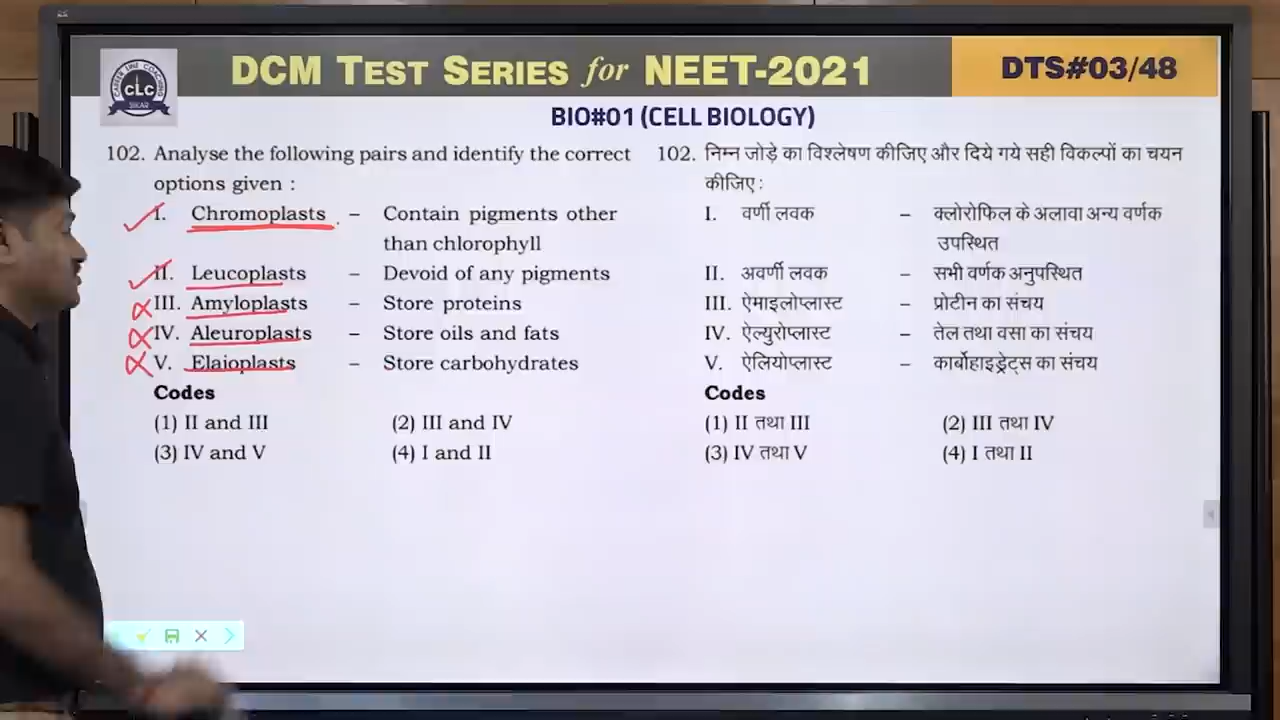 DCM TEST SERIES for NEET-2021
DTS#03/48
CAREER LINE COACHING
CLC
SIKAR
BIO#01 (CELL BIOLOGY)
102. Analyse the following pairs and identify the correct
options given :
I. Chromoplasts – Contain pigments other
than chlorophyll
II. Leucoplasts – Devoid of any pigments
III. Amyloplasts – Store proteins
IV. Aleuroplasts – Store oils and fats
V. Elaioplasts – Store carbohydrates
Codes
(1) II and III (2) III and IV
(3) IV and V (4) I and II
102. निम्न जोड़े का विश्लेषण कीजिए और दिये गये सही विकल्पों का चयन
कीजिए :
I. वर्णी लवक – क्लोरोफिल के अलावा अन्य वर्णक
उपस्थित
II. अवर्णी लवक – सभी वर्णक अनुपस्थित
III. ऐमाइलोप्लास्ट – प्रोटीन का संचय
IV. ऐल्युरोप्लास्ट – तेल तथा वसा का संचय
V. ऐलियोप्लास्ट – कार्बोहाइड्रेट्स का संचय
Codes
(1) II तथा III (2) III तथा IV
(3) IV तथा V (4) I तथा II